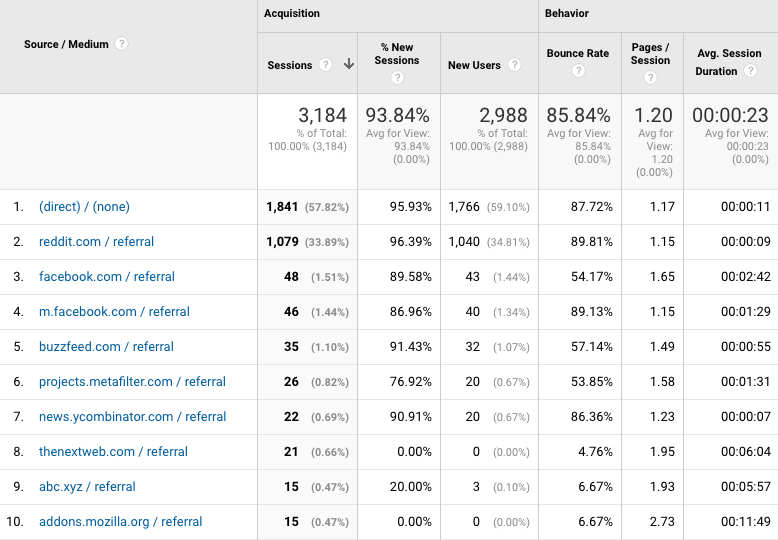 Acquisition Behavior
Source / Medium ? Sessions ? ↓ % New Sessions ? New Users ? Bounce Rate ? Pages / Session ? Avg. Session Duration ?
3,184 93.84% 2,988 85.84% 1.20 00:00:23
% of Total: 100.00% (3,184) Avg for View: 93.84% (0.00%) % of Total: 100.00% (2,988) Avg for View: 85.84% (0.00%) Avg for View: 1.20 (0.00%) Avg for View: 00:00:23 (0.00%)
1. (direct) / (none) 1,841 (57.82%) 95.93% 1,766 (59.10%) 87.72% 1.17 00:00:11
2. reddit.com / referral 1,079 (33.89%) 96.39% 1,040 (34.81%) 89.81% 1.15 00:00:09
3. facebook.com / referral 48 (1.51%) 89.58% 43 (1.44%) 54.17% 1.65 00:02:42
4. m.facebook.com / referral 46 (1.44%) 86.96% 40 (1.34%) 89.13% 1.15 00:01:29
5. buzzfeed.com / referral 35 (1.10%) 91.43% 32 (1.07%) 57.14% 1.49 00:00:55
6. projects.metafilter.com / referral 26 (0.82%) 76.92% 20 (0.67%) 53.85% 1.58 00:01:31
7. news.ycombinator.com / referral 22 (0.69%) 90.91% 20 (0.67%) 86.36% 1.23 00:00:07
8. thenextweb.com / referral 21 (0.66%) 0.00% 0 (0.00%) 4.76% 1.95 00:06:04
9. abc.xyz / referral 15 (0.47%) 20.00% 3 (0.10%) 6.67% 1.93 00:05:57
10. addons.mozilla.org / referral 15 (0.47%) 0.00% 0 (0.00%) 6.67% 2.73 00:11:49